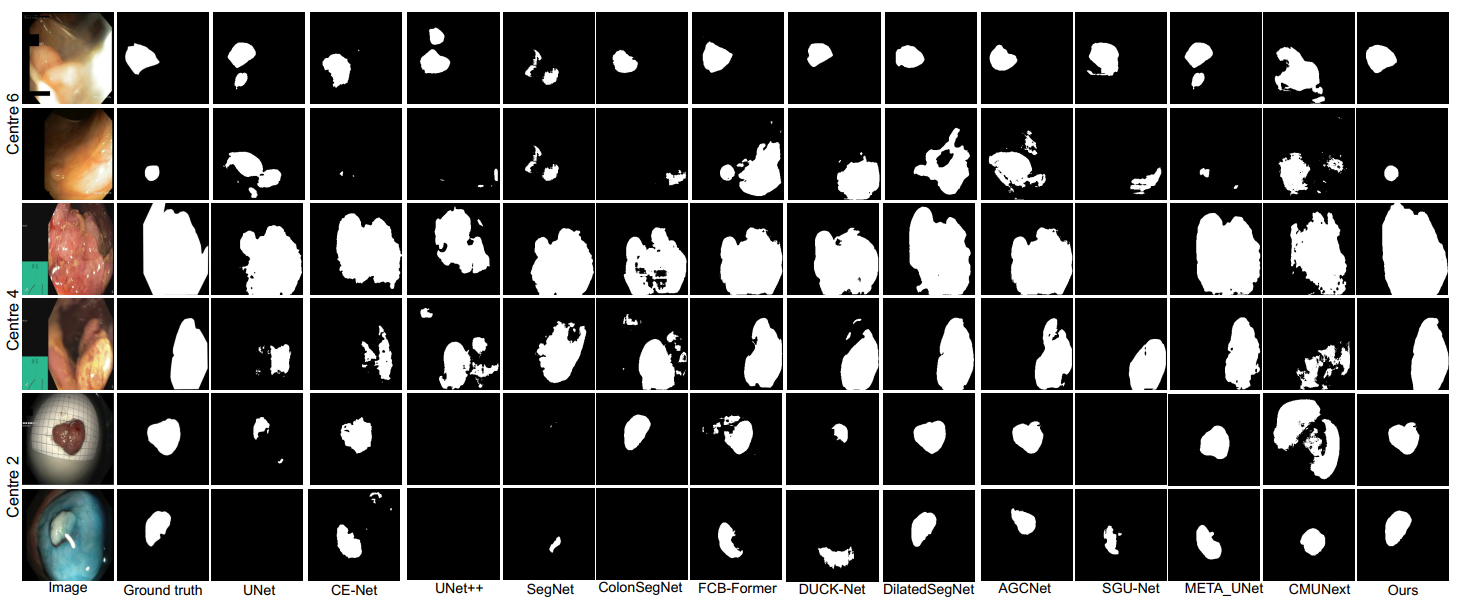 Centre 6
Centre 4
Centre 2
Image Ground truth UNet CE-Net UNet++ SegNet ColonSegNet FCB-Former DUCK-Net DilatedSegNet AGCNet SGU-Net META_UNet CMUNext Ours